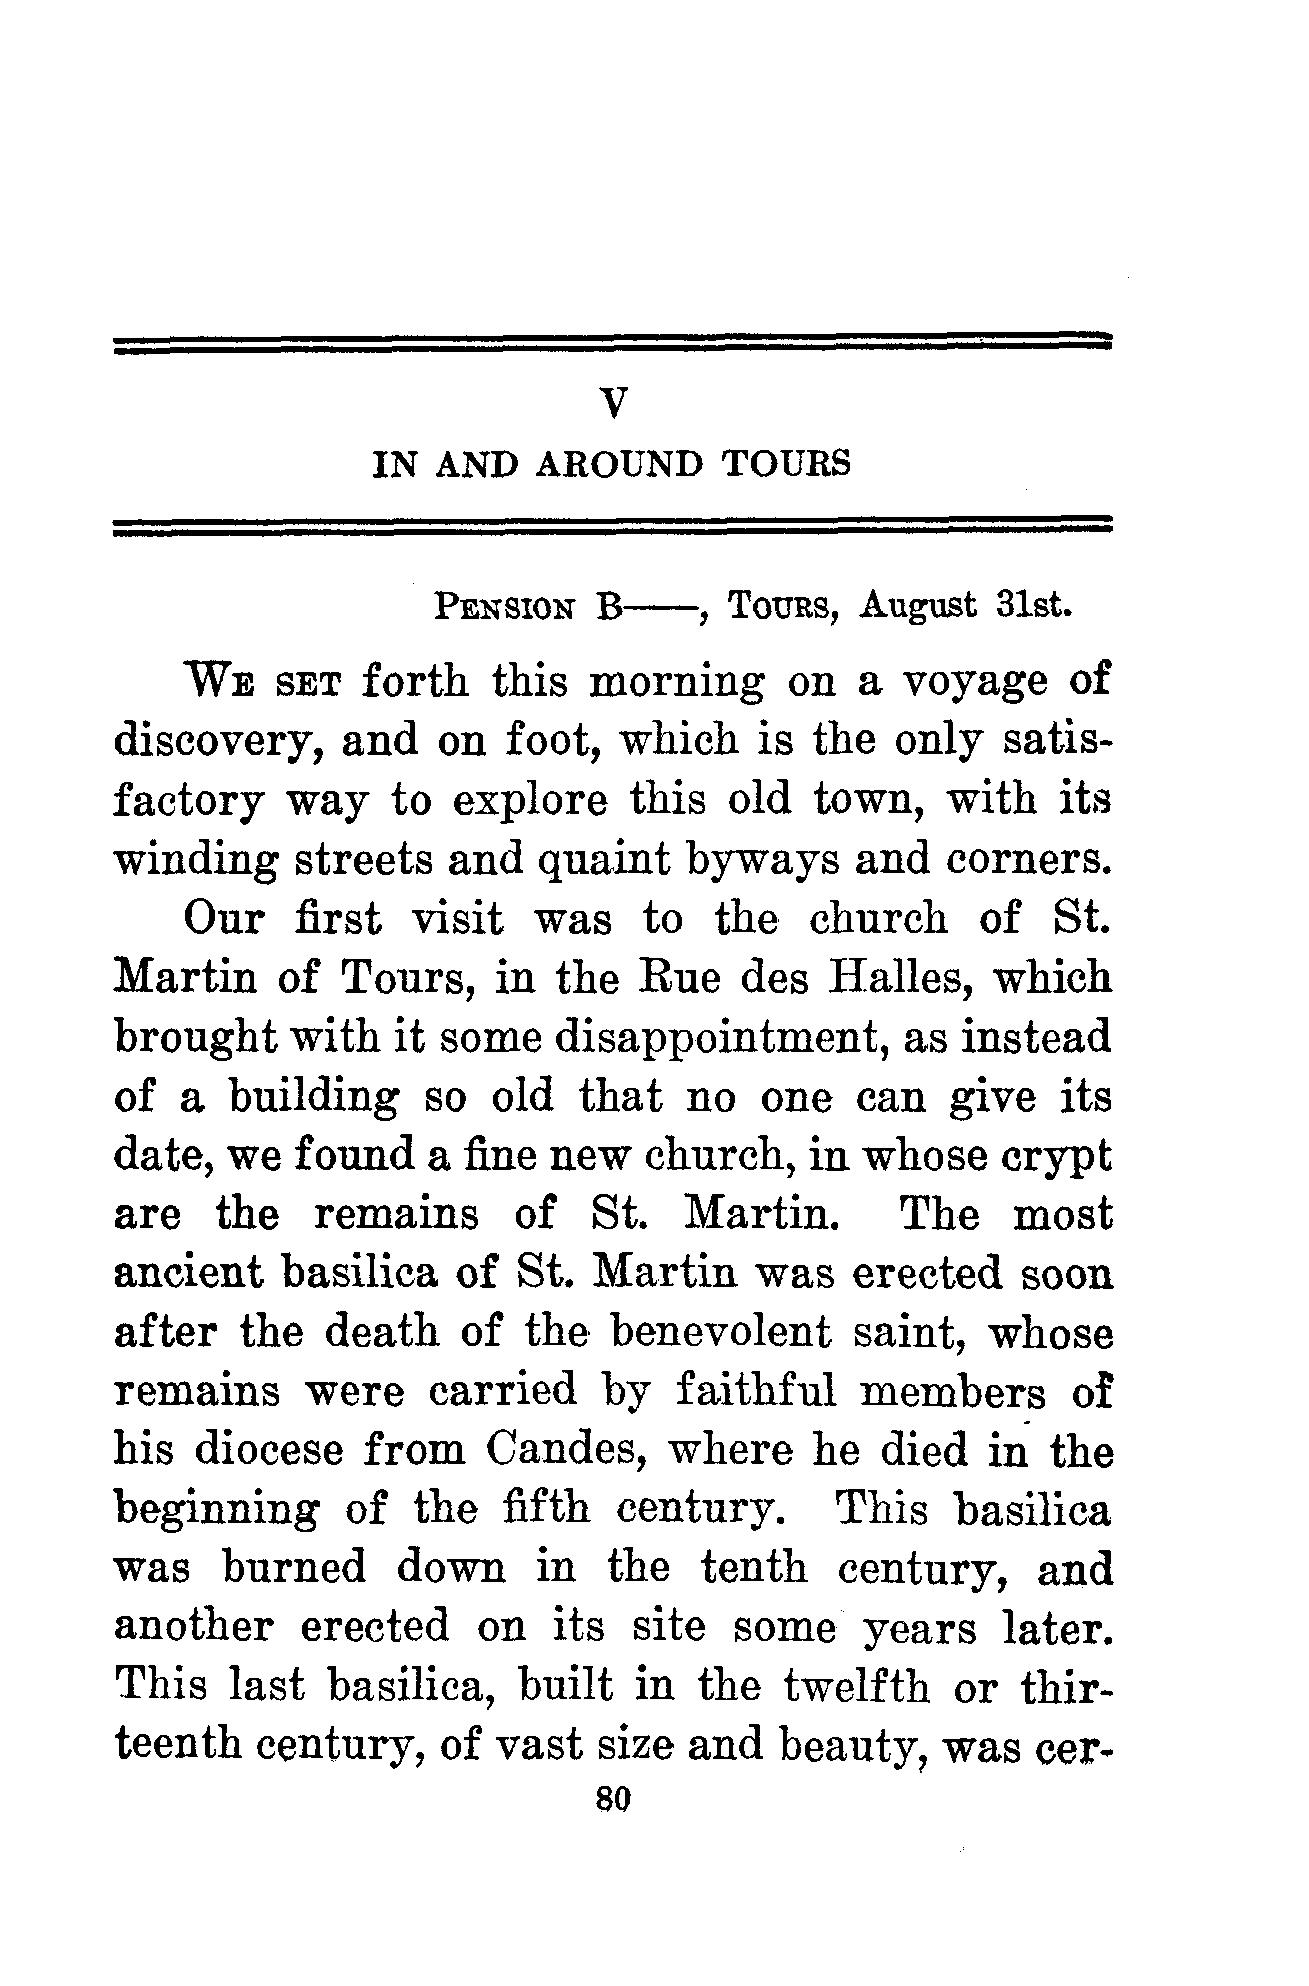 V
IN AND AROUND TOURS
PENSION B——, TOURS, August 31st.
WE SET forth this morning on a voyage of
discovery, and on foot, which is the only satis-
factory way to explore this old town, with its
winding streets and quaint byways and corners.
Our first visit was to the church of St.
Martin of Tours, in the Rue des Halles, which
brought with it some disappointment, as instead
of a building so old that no one can give its
date, we found a fine new church, in whose crypt
are the remains of St. Martin. The most
ancient basilica of St. Martin was erected soon
after the death of the benevolent saint, whose
remains were carried by faithful members of
his diocese from Candes, where he died in the
beginning of the fifth century. This basilica
was burned down in the tenth century, and
another erected on its site some years later.
This last basilica, built in the twelfth or thir-
teenth century, of vast size and beauty, was cer-
80